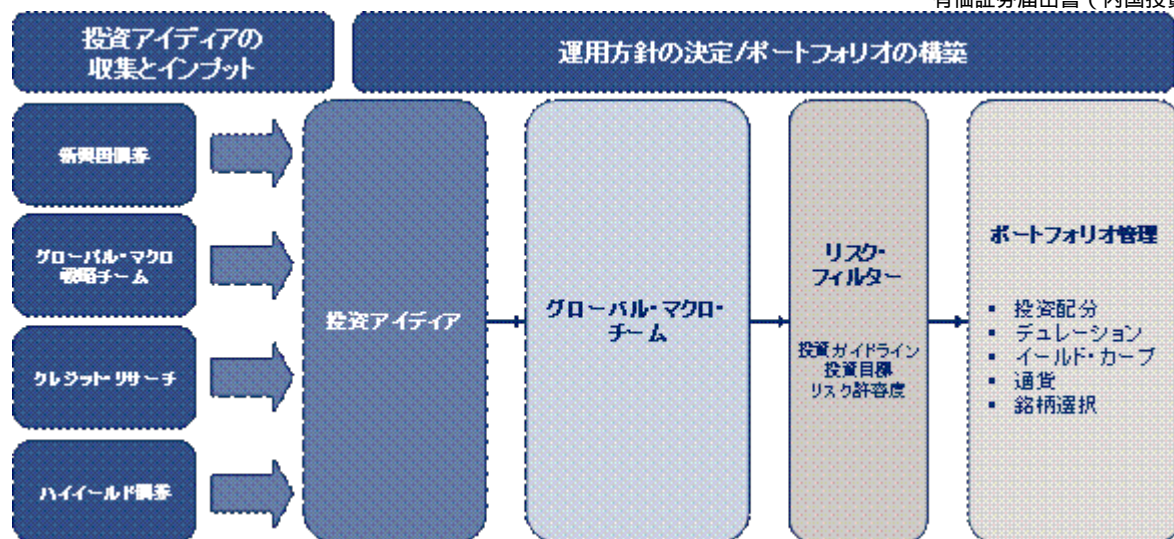 有価証券届出書（内国投資
投資アイディアの
収集とインプット
運用方針の決定/ポートフォリオの構築
新興国債券
グローバル・マクロ
戦略チーム
クレジット・リサーチ
ハイイールド債券
投資アイディア
グローバル・マクロ・
チーム
リスク・
フィルター
投資ガイドライン
投資目標
リスク許容度
ポートフォリオ管理
▪ 投資配分
▪ デュレーション
▪ イールド・カーブ
▪ 通貨
▪ 銘柄選択